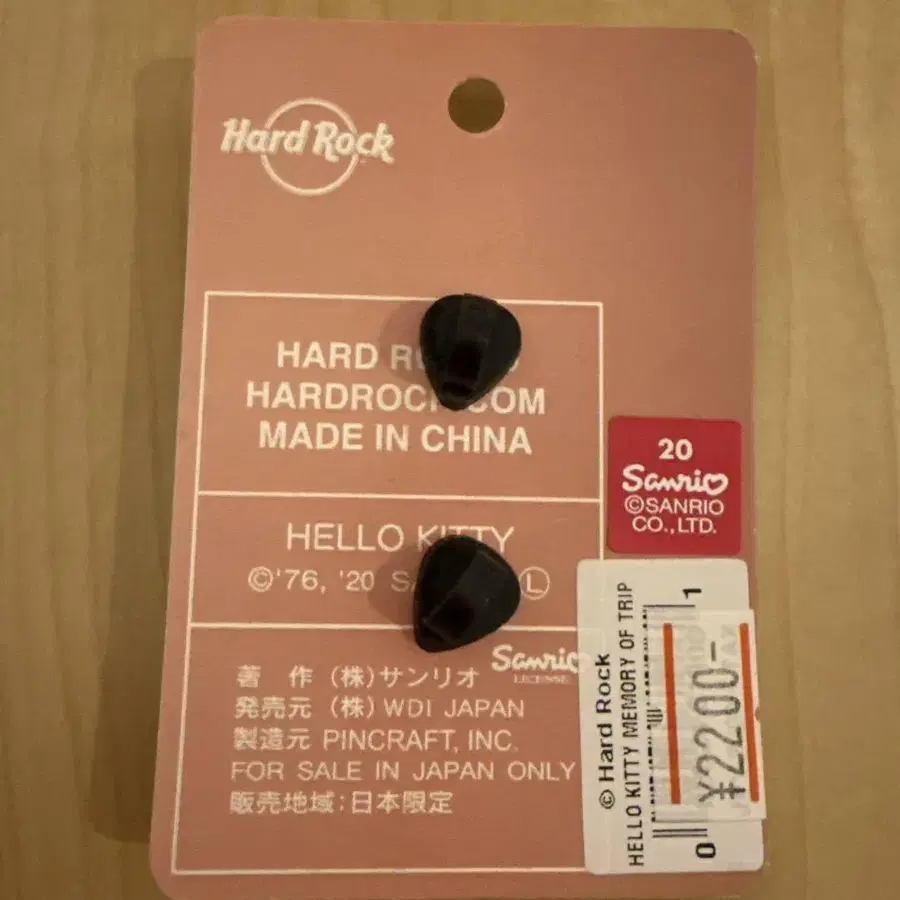 Hard Rock
HARD
HARDROCK.COM
MADE IN CHINA
HELLO KITTY
©'76, '20 Ⓛ
Sanrio
LICENSE
著 作 (株)サンリオ
発売元 (株) WDI JAPAN
製造元 PINCRAFT, INC.
FOR SALE IN JAPAN ONLY
販売地域:日本限定
20
Sanrio
©SANRIO
CO., LTD.
© Hard Rock
HELLO KITTY MEMORY OF TRIP
0 1
¥2200-